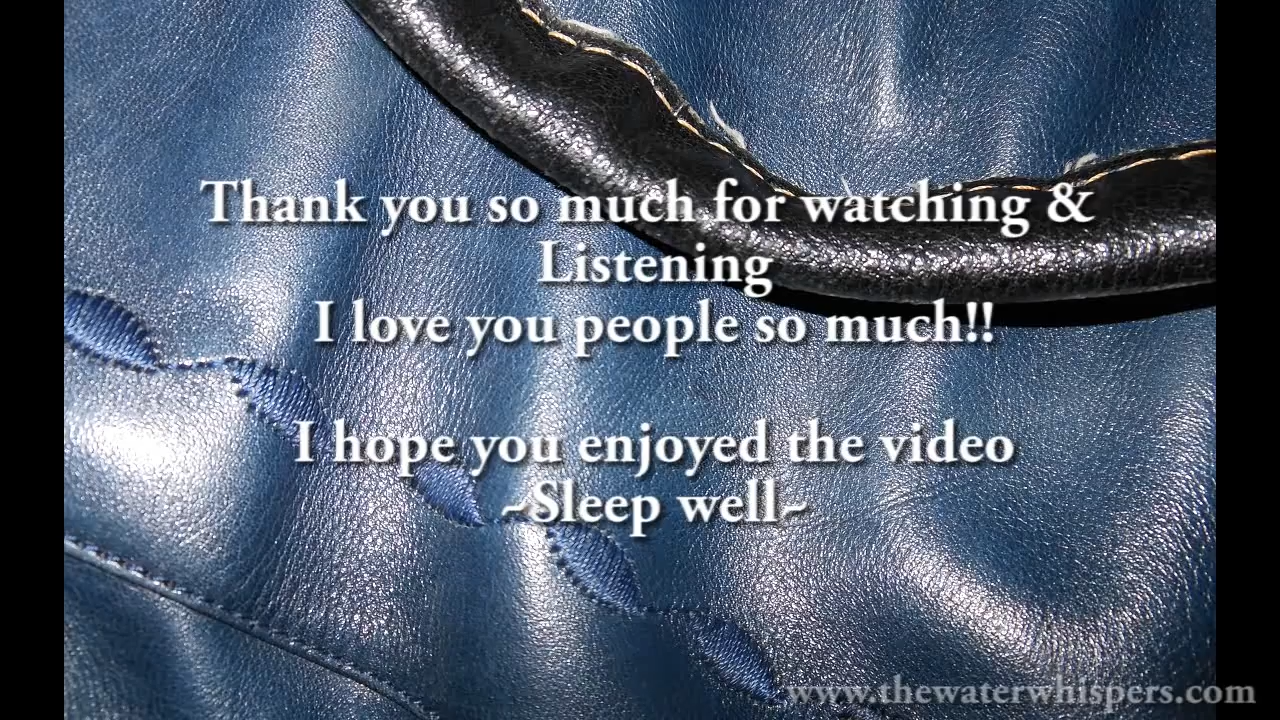 Thank you so much for watching &
Listening
I love you people so much!!
I hope you enjoyed the video
~Sleep well~
www.thewaterwhispers.com